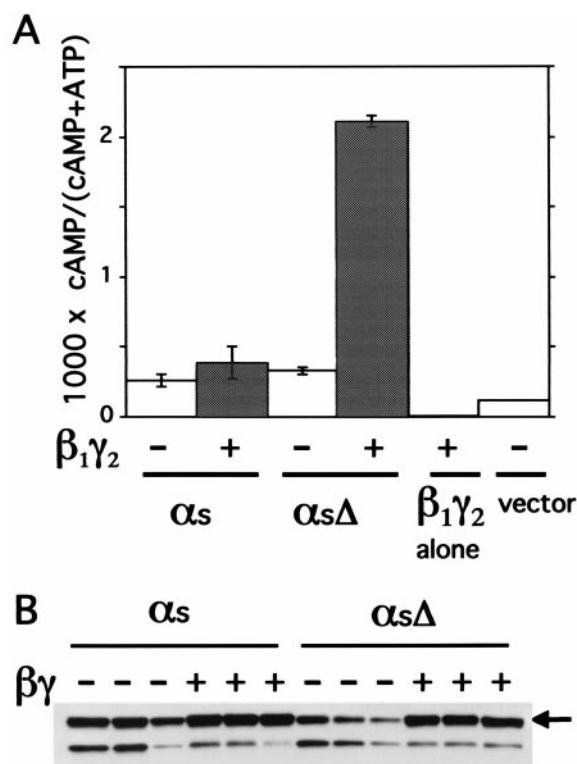 A
1000 x cAMP/(cAMP+ATP)
2
1
0
β₁γ₂ − + − + + −
αs αsΔ β₁γ₂ vector
alone
B
αs αsΔ
βγ − − − + + + − − − + + +